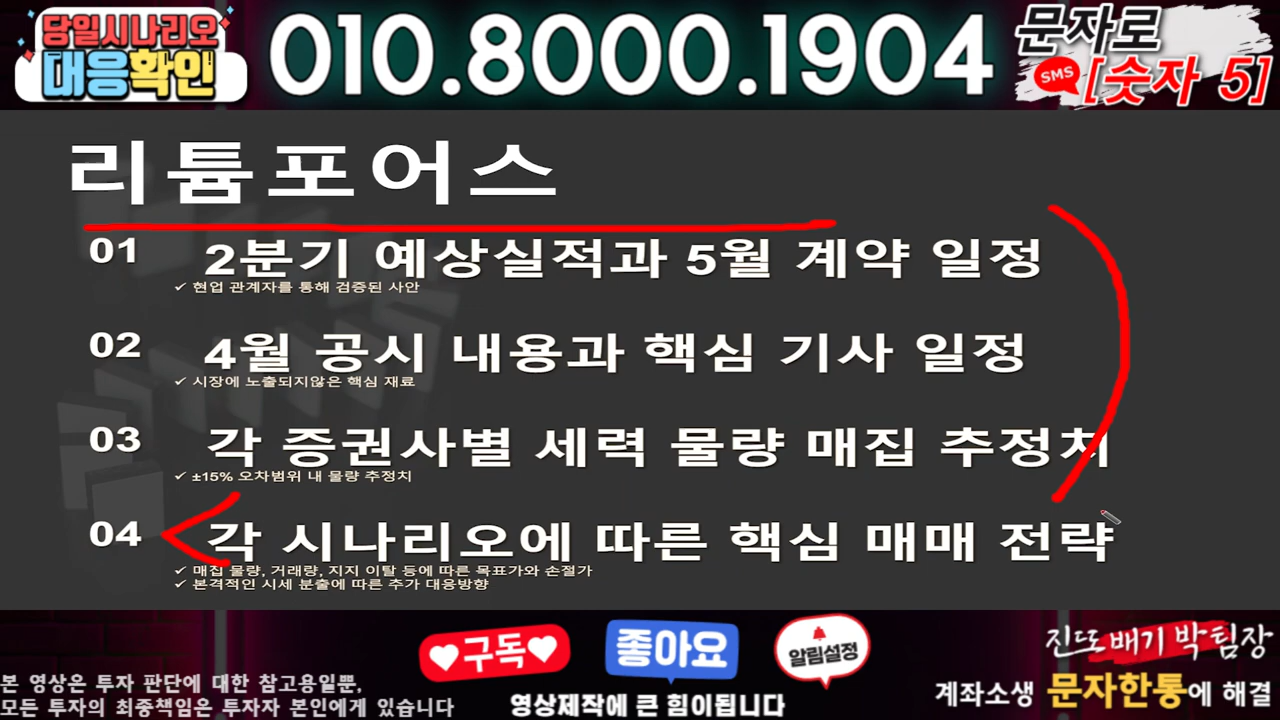 당일시나리오
대응확인
010.8000.1904
문자로
SMS
[숫자 5]
리튬포어스
01 2분기 예상실적과 5월 계약 일정
✓ 현업 관계자를 통해 검증된 사안
02 4월 공시 내용과 핵심 기사 일정
✓ 시장에 노출되지않은 핵심 재료
03 각 증권사별 세력 물량 매집 추정치
✓ ±15% 오차범위 내 물량 추정치
04 각 시나리오에 따른 핵심 매매 전략
✓ 매집 물량, 거래량, 지지 이탈 등에 따른 목표가와 손절가
✓ 본격적인 시세 분출에 따른 추가 대응방향
구독
좋아요
알림설정
영상제작에 큰 힘이됩니다
본 영상은 투자 판단에 대한 참고용일뿐,
모든 투자의 최종책임은 투자자 본인에게 있습니다
진또배기 박팀장
계좌소생 문자한통에 해결